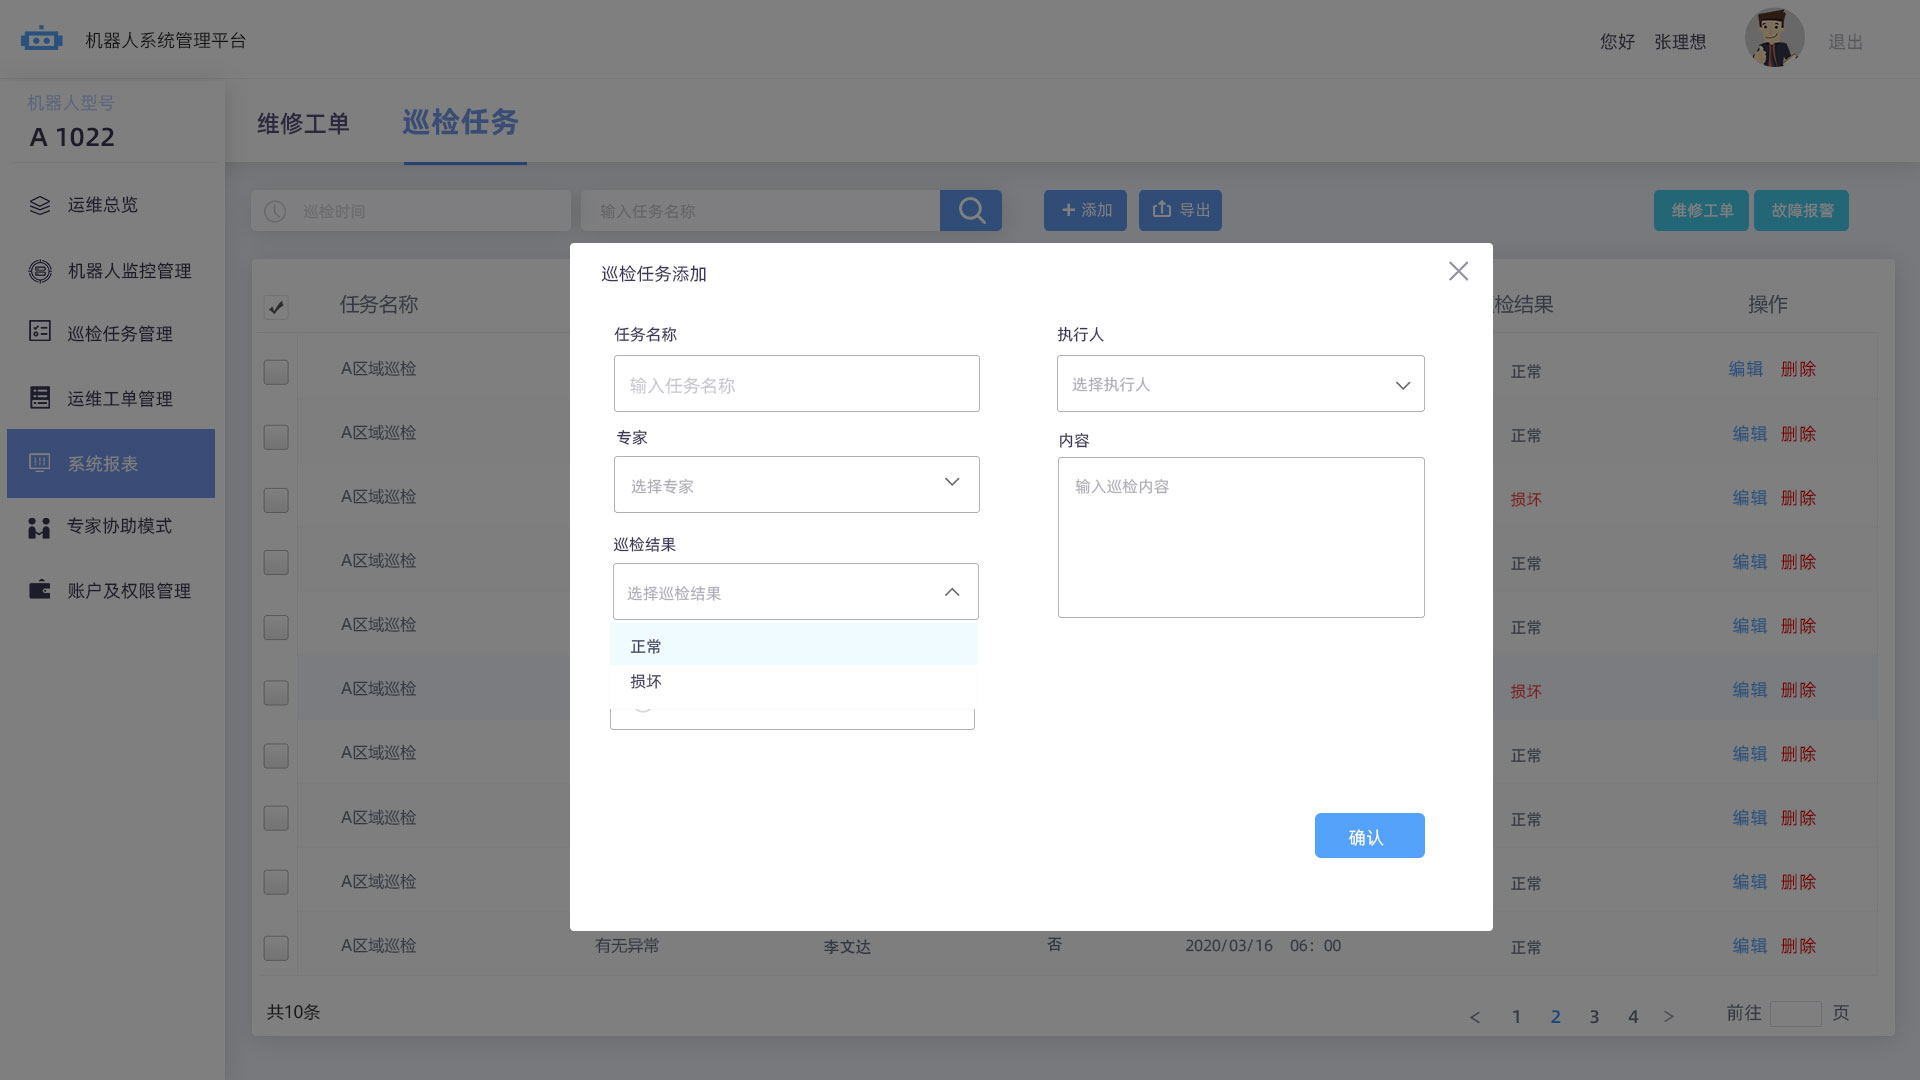 机器人系统管理平台
您好 张理想 退出
机器人型号
A 1022
维修工单 巡检任务
运维总览
机器人监控管理
巡检任务管理
运维工单管理
系统报表
专家协助模式
账户及权限管理
巡检时间 输入任务名称 + 添加 导出 维修工单 故障报警
任务名称 检结果 操作
A区域巡检 正常 编辑 删除
A区域巡检 正常 编辑 删除
A区域巡检 损坏 编辑 删除
A区域巡检 正常 编辑 删除
A区域巡检 正常 编辑 删除
A区域巡检 损坏 编辑 删除
A区域巡检 正常 编辑 删除
A区域巡检 正常 编辑 删除
A区域巡检 正常 编辑 删除
A区域巡检 有无异常 李文达 否 2020/03/16 06：00 正常 编辑 删除
共10条 < 1 2 3 4 > 前往 页
巡检任务添加
任务名称
输入任务名称
执行人
选择执行人
专家
选择专家
内容
输入巡检内容
巡检结果
选择巡检结果
正常
损坏
确认